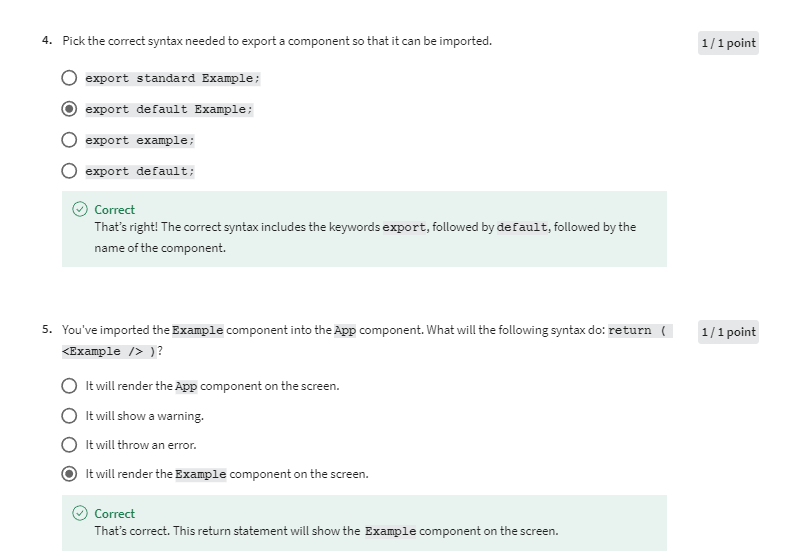 4. Pick the correct syntax needed to export a component so that it can be imported.
1 / 1 point
export standard Example;
export default Example;
export example;
export default;
Correct
That's right! The correct syntax includes the keywords export, followed by default, followed by the
name of the component.
5. You've imported the Example component into the App component. What will the following syntax do: return (
1 / 1 point
<Example /> )?
It will render the App component on the screen.
It will show a warning.
It will throw an error.
It will render the Example component on the screen.
Correct
That's correct. This return statement will show the Example component on the screen.